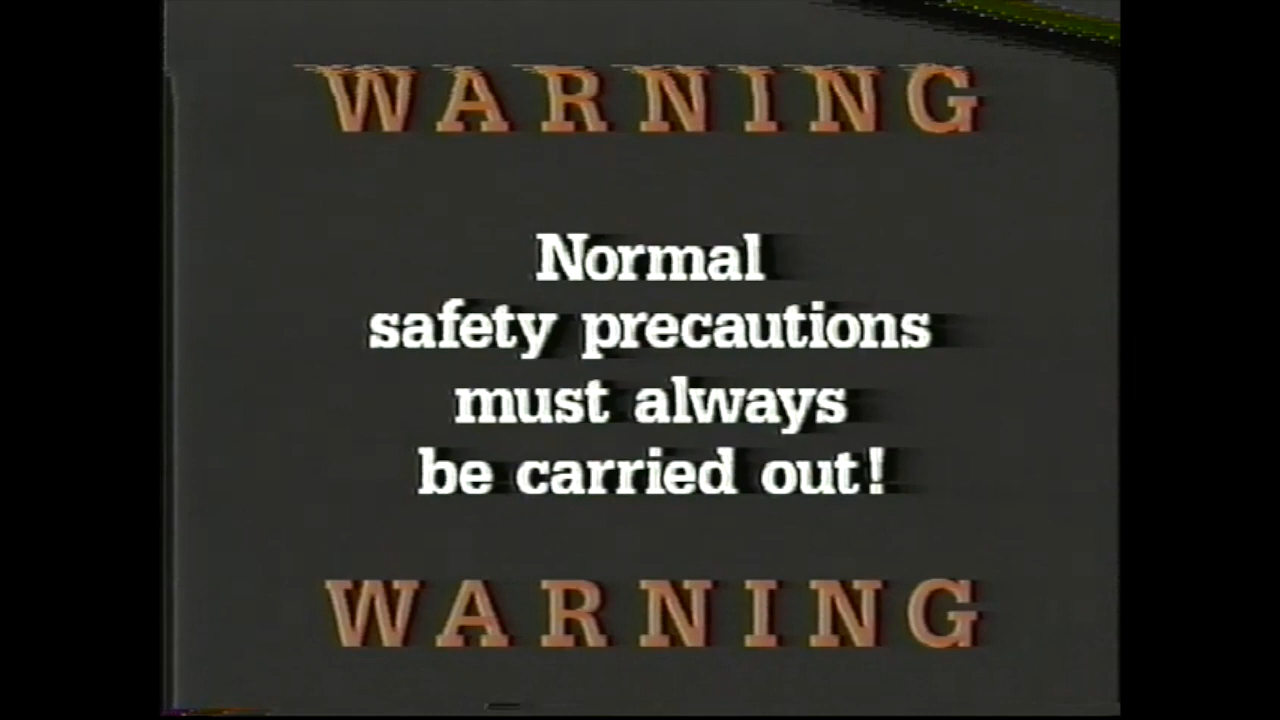 WARNING
Normal
safety precautions
must always
be carried out!
WARNING